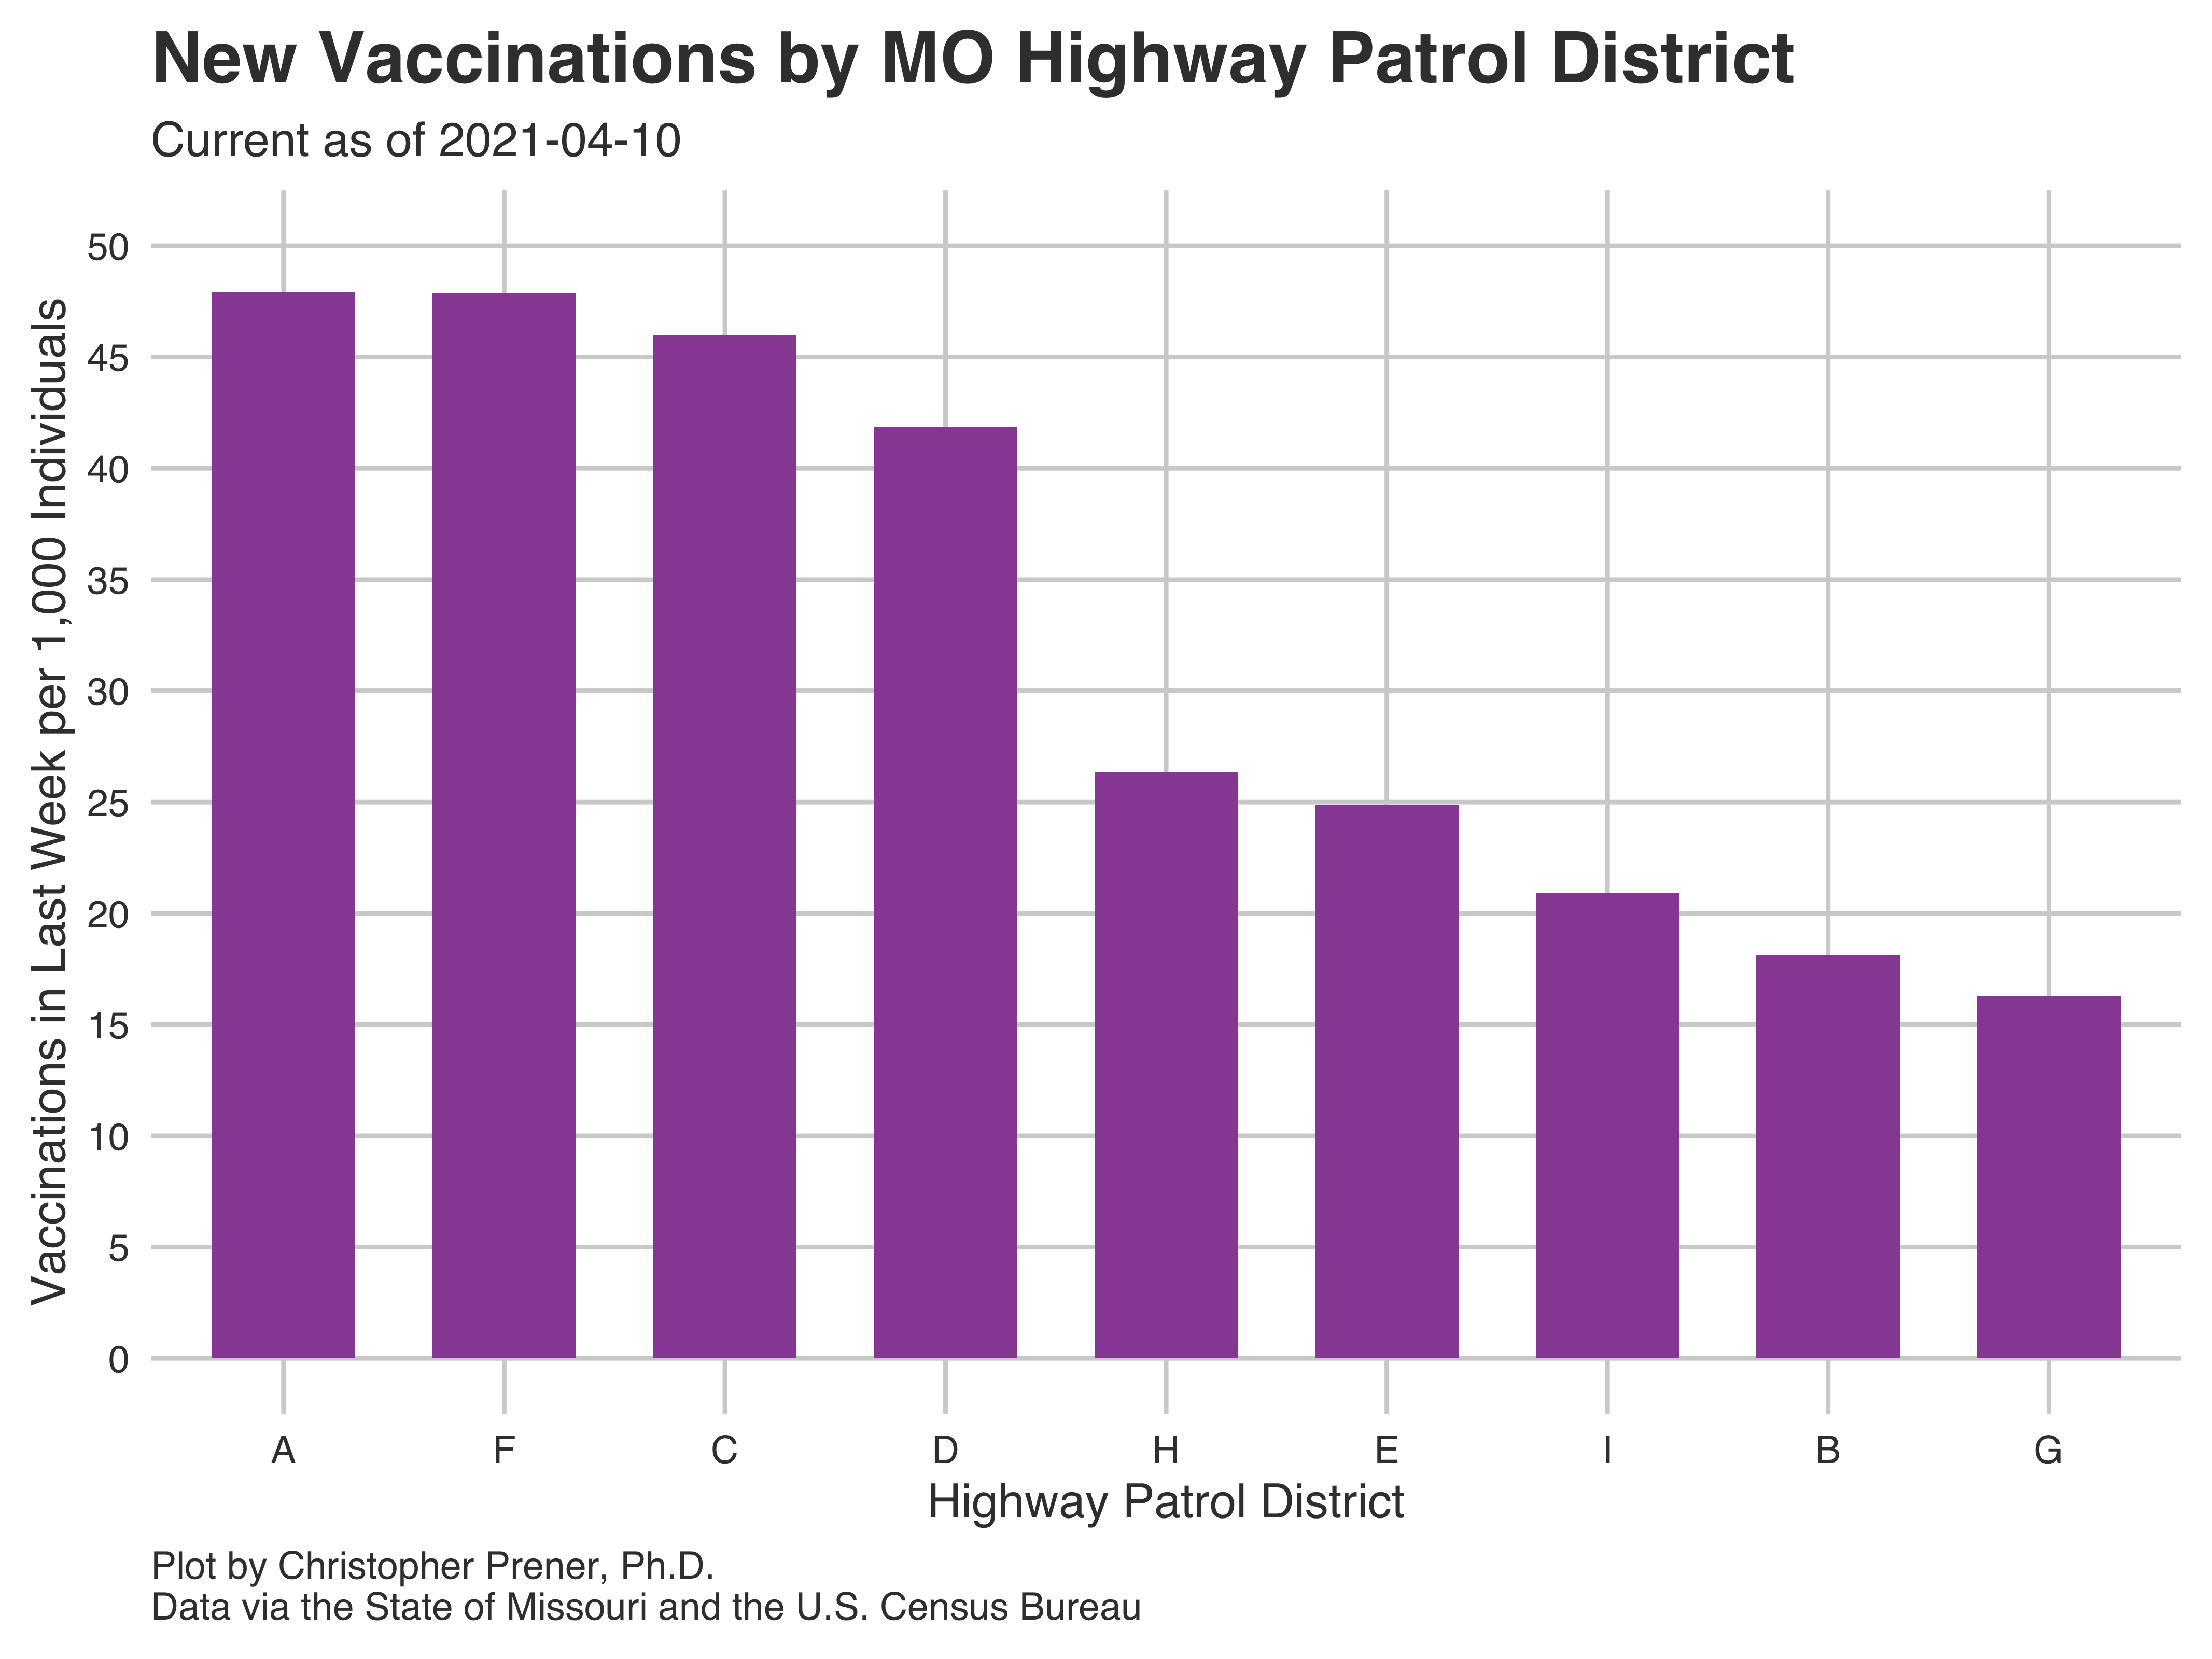 New Vaccinations by MO Highway Patrol District
Current as of 2021-04-10
Vaccinations in Last Week per 1,000 Individuals
50
45
40
35
30
25
20
15
10
5
0
A F C D H E I B G
Highway Patrol District
Plot by Christopher Prener, Ph.D.
Data via the State of Missouri and the U.S. Census Bureau